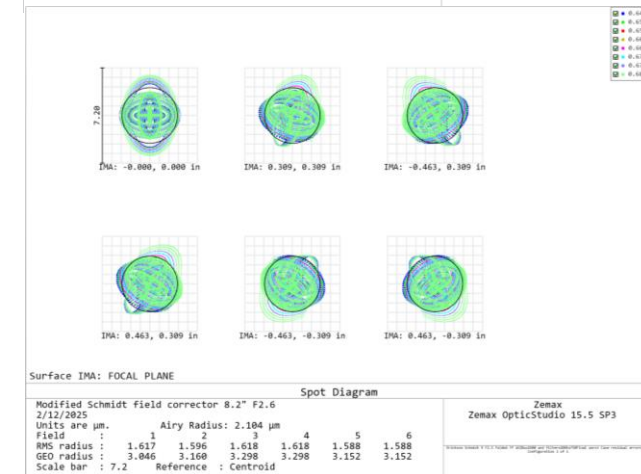 7.20
IMA: -0.000, 0.000 in
IMA: 0.309, 0.309 in
IMA: -0.463, 0.309 in
IMA: 0.463, 0.309 in
IMA: -0.463, -0.309 in
IMA: 0.463, -0.309 in
Surface IMA: FOCAL PLANE
Spot Diagram
Modified Schmidt field corrector 8.2" F2.6
2/12/2025
Units are µm. Airy Radius: 2.104 µm
Field : 1 2 3 4 5 6
RMS radius : 1.617 1.596 1.618 1.618 1.588 1.588
GEO radius : 3.046 3.160 3.298 3.298 3.152 3.152
Scale bar : 7.2 Reference : Centroid
Zemax
Zemax OpticStudio 15.5 SP3